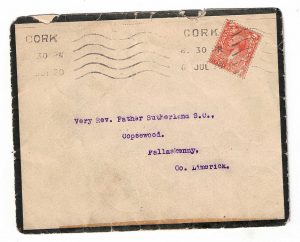 CORK CORK
30 PM 6. 30 PM
JUL 20 6 JUL
Very Rev. Father Sutherland S.C.,
Copsewood.
Pallaskenny,
Co. Limerick.